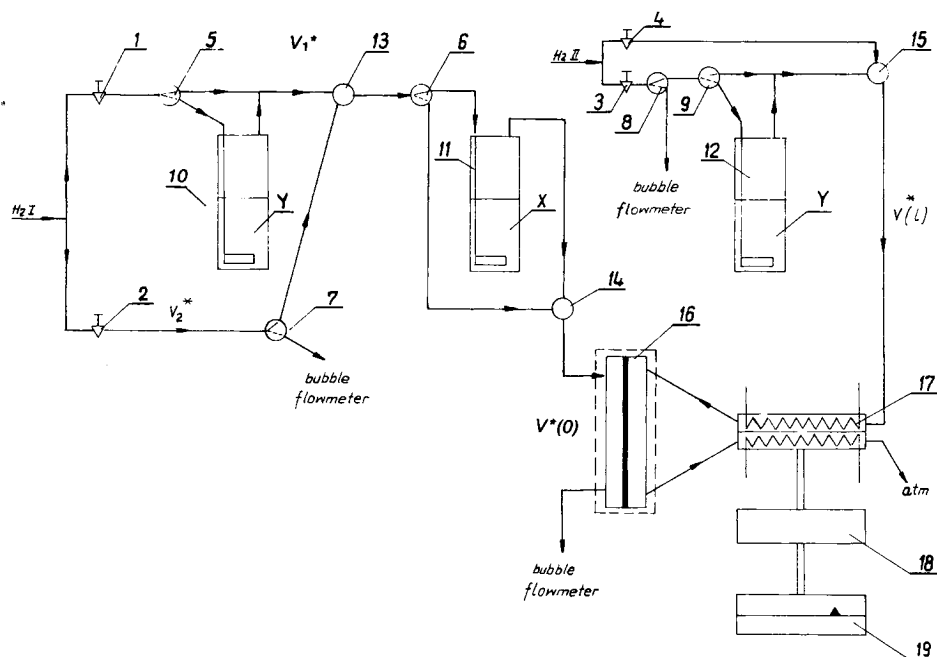 1
5
V₁*
13
6
4
15
H₂ II
3
8
9
*
10
Y
11
X
12
Y
bubble
flowmeter
V*(l)
H₂ I
2
V₂*
7
14
bubble
flowmeter
16
V*(0)
17
atm
bubble
flowmeter
18
19